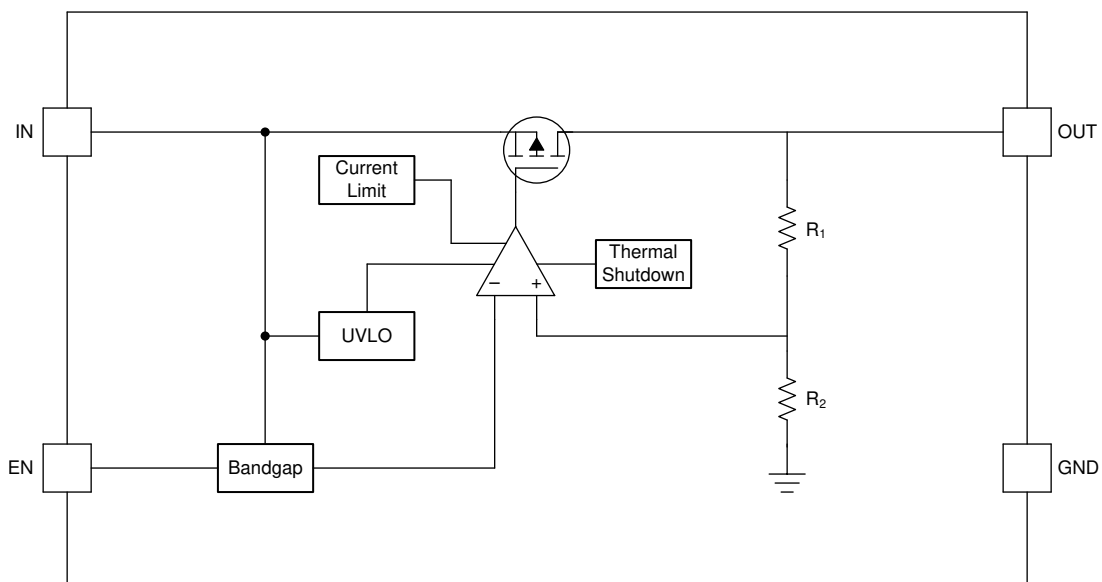 IN
OUT
Current
Limit
R1
Thermal
Shutdown
− +
UVLO
R2
EN
Bandgap
GND